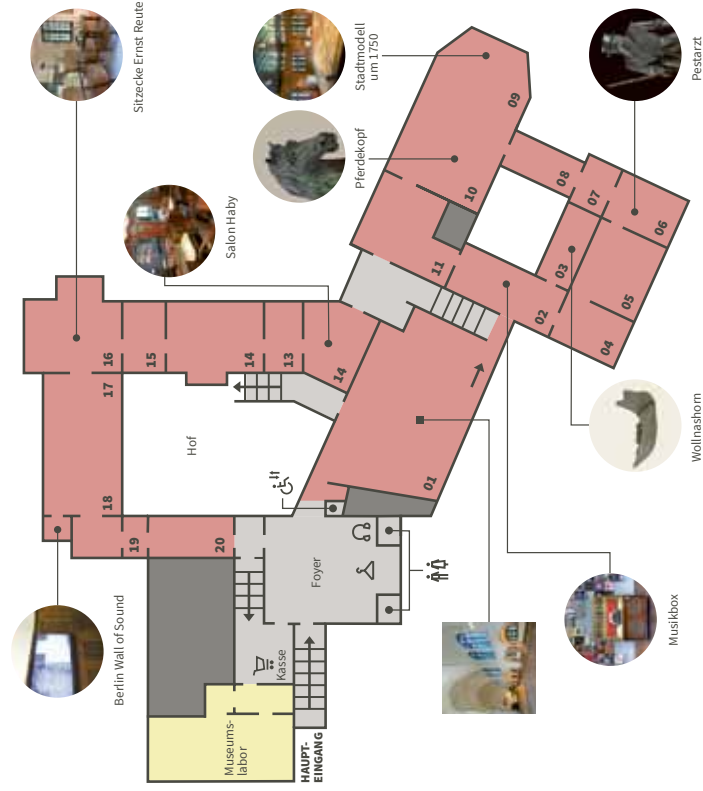 Sitzecke Ernst Reute
Stadtmodell
um 1750
Pferdekopf
Pestarzt
Salon Haby
09
10
08
07
06
11
03
02
05
04
16
15
14
13
14
17
18
19
20
01
Hof
Foyer
Kasse
Museums-
labor
HAUPT-
EINGANG
Berlin Wall of Sound
Wollnashorn
Musikbox